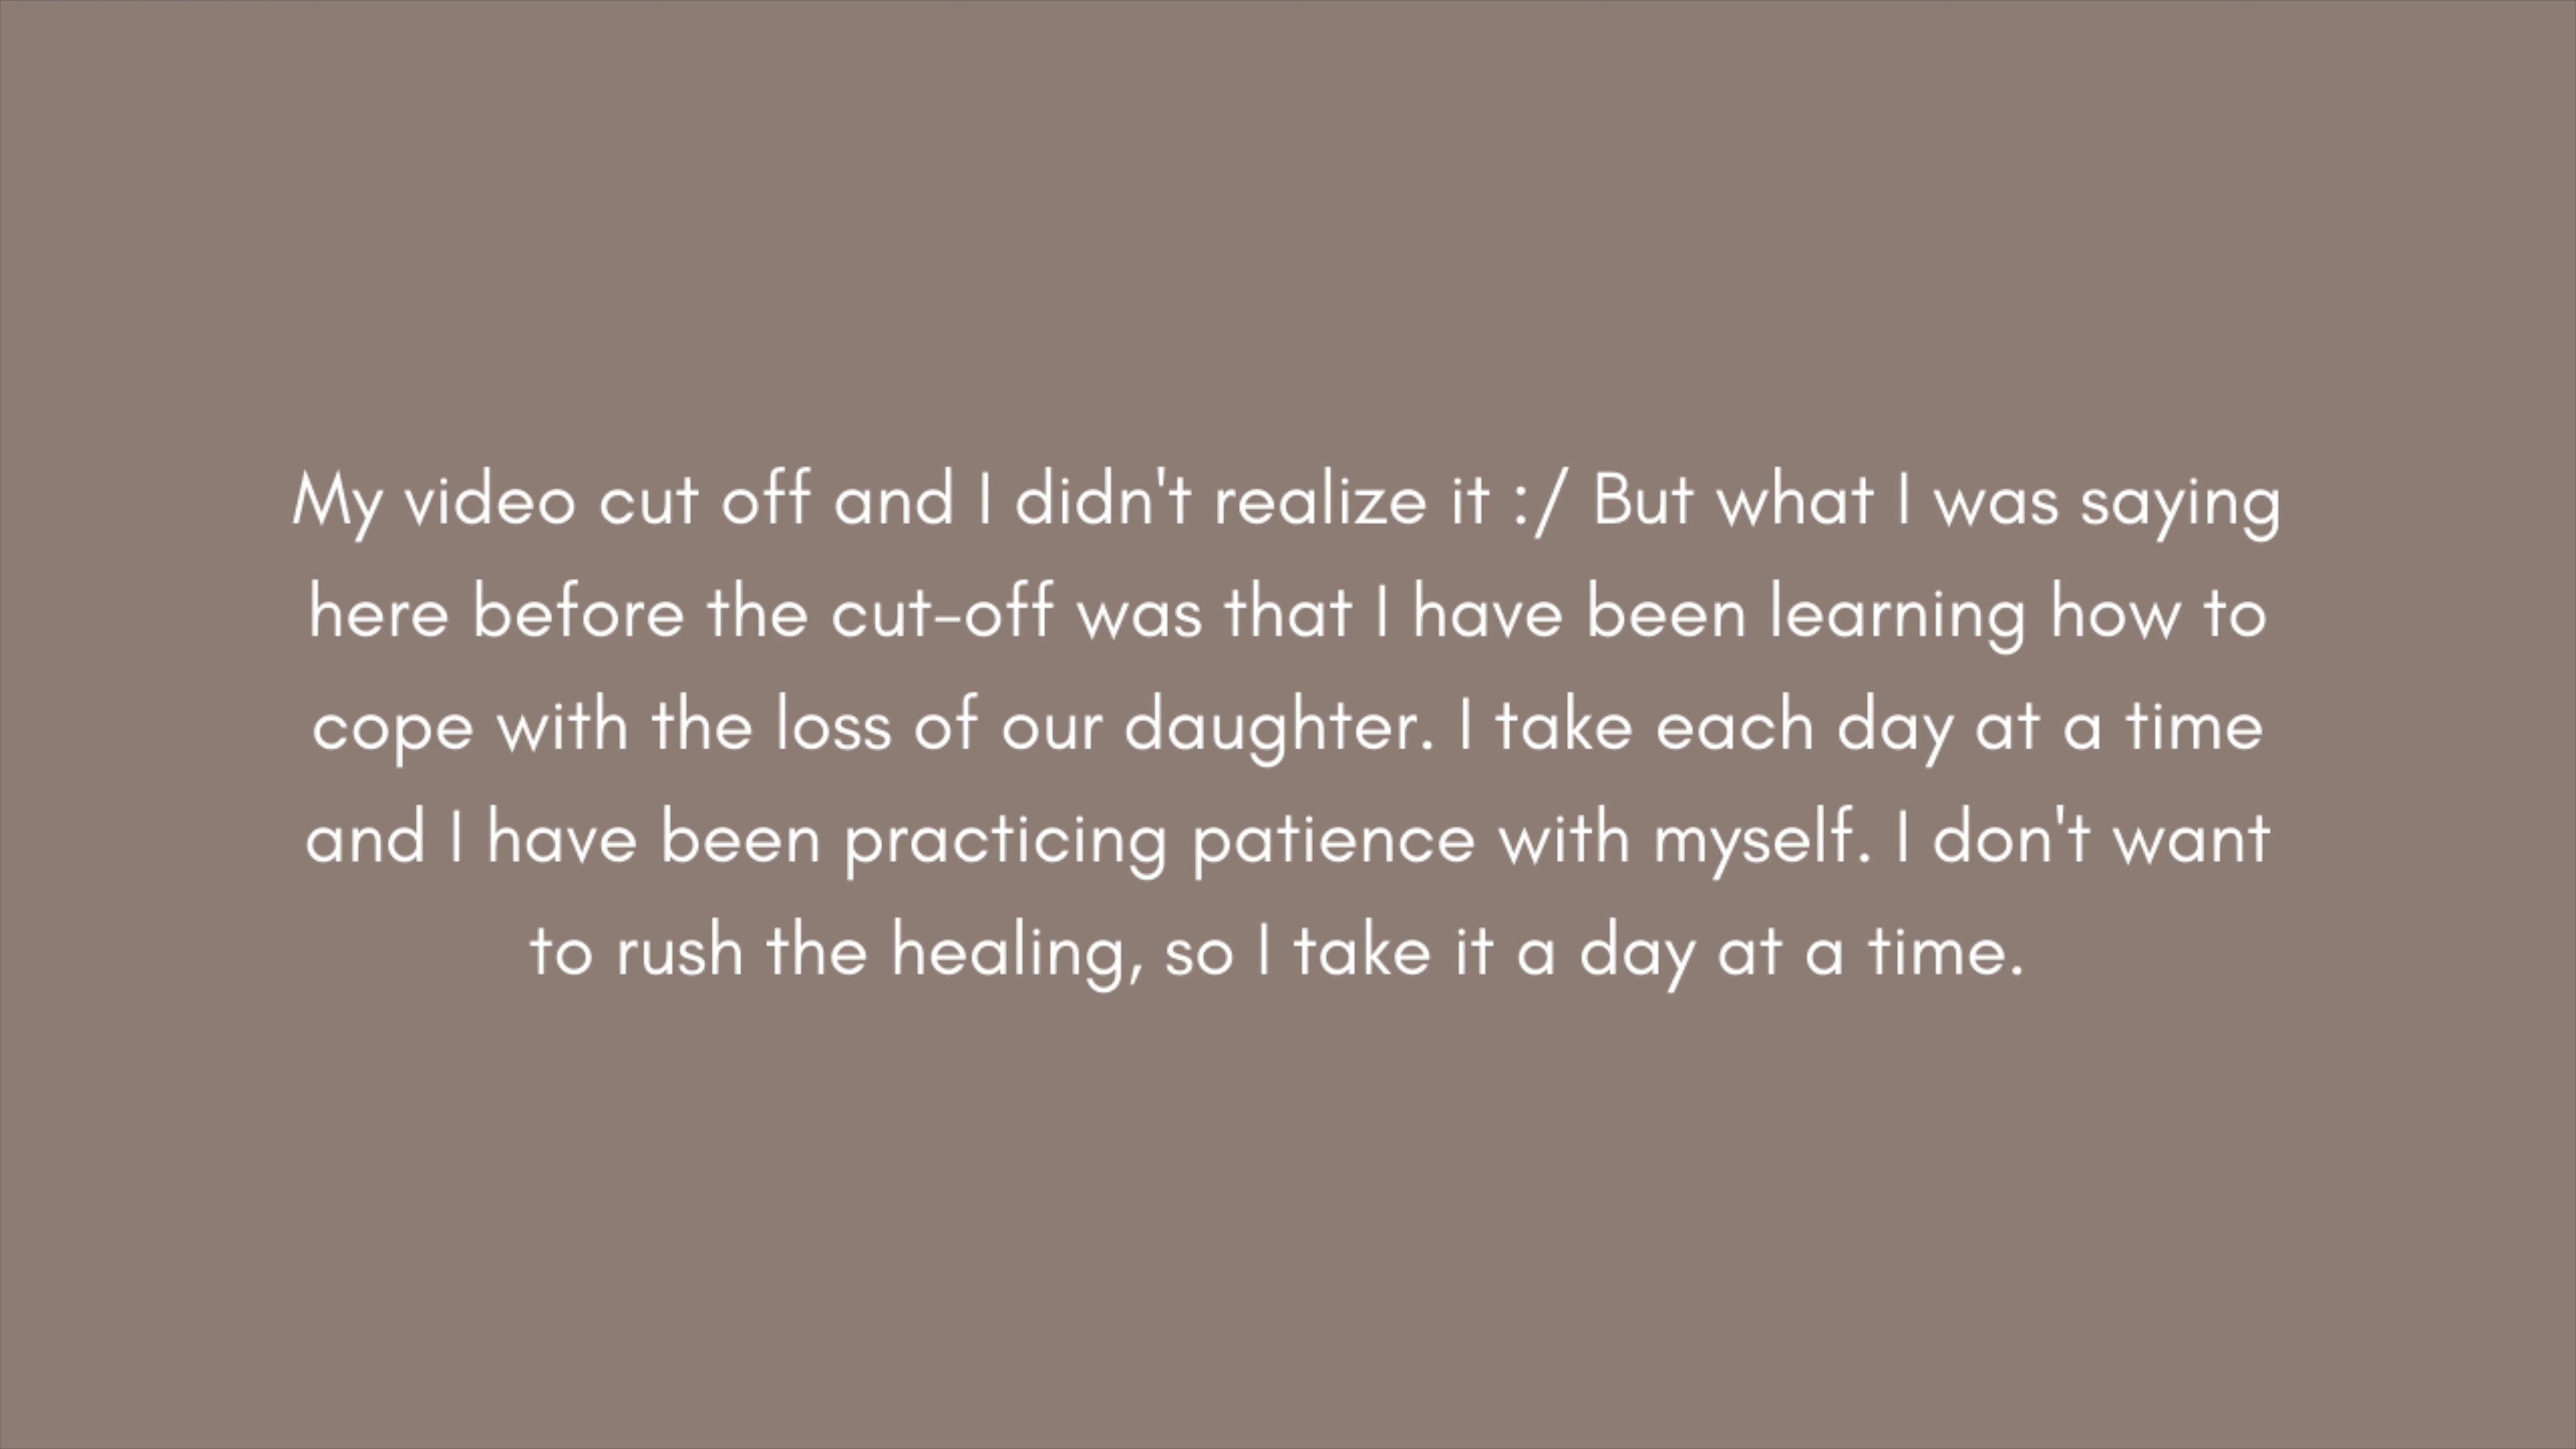 My video cut off and I didn't realize it :/ But what I was saying
here before the cut-off was that I have been learning how to
cope with the loss of our daughter. I take each day at a time
and I have been practicing patience with myself. I don't want
to rush the healing, so I take it a day at a time.